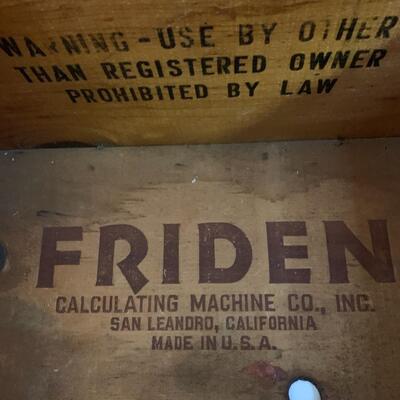 WARNING - USE BY OTHER
THAN REGISTERED OWNER
PROHIBITED BY LAW
FRIDEN
CALCULATING MACHINE CO., INC.
SAN LEANDRO, CALIFORNIA
MADE IN U.S.A.